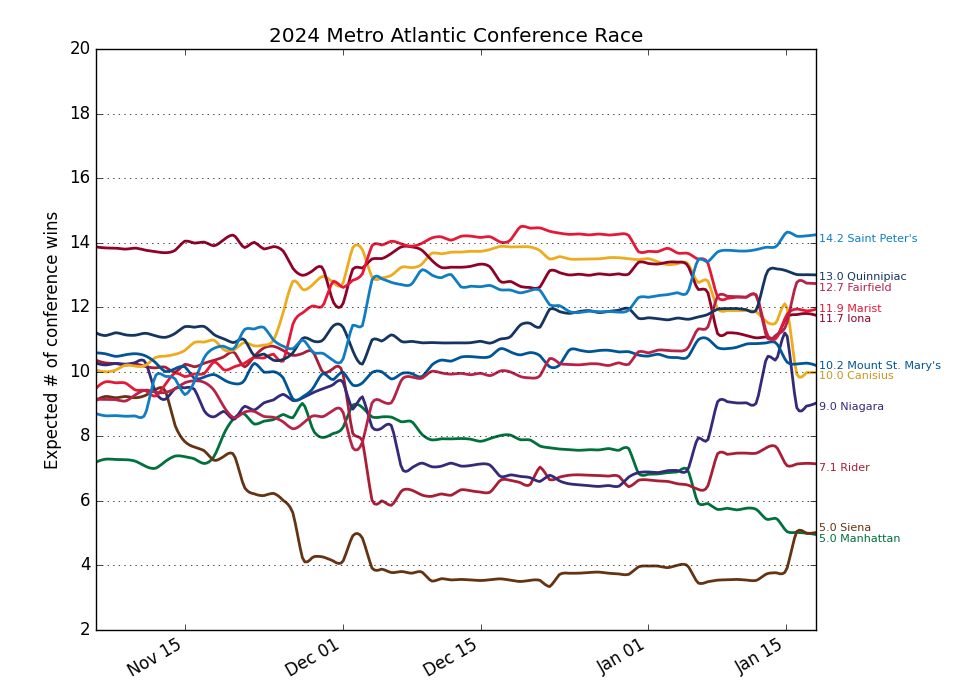 2024 Metro Atlantic Conference Race
Expected # of conference wins
20
18
16
14
12
10
8
6
4
2
14.2 Saint Peter's
13.0 Quinnipiac
12.7 Fairfield
11.9 Marist
11.7 Iona
10.2 Mount St. Mary's
10.0 Canisius
9.0 Niagara
7.1 Rider
5.0 Siena
5.0 Manhattan
Nov 15
Dec 01
Dec 15
Jan 01
Jan 15